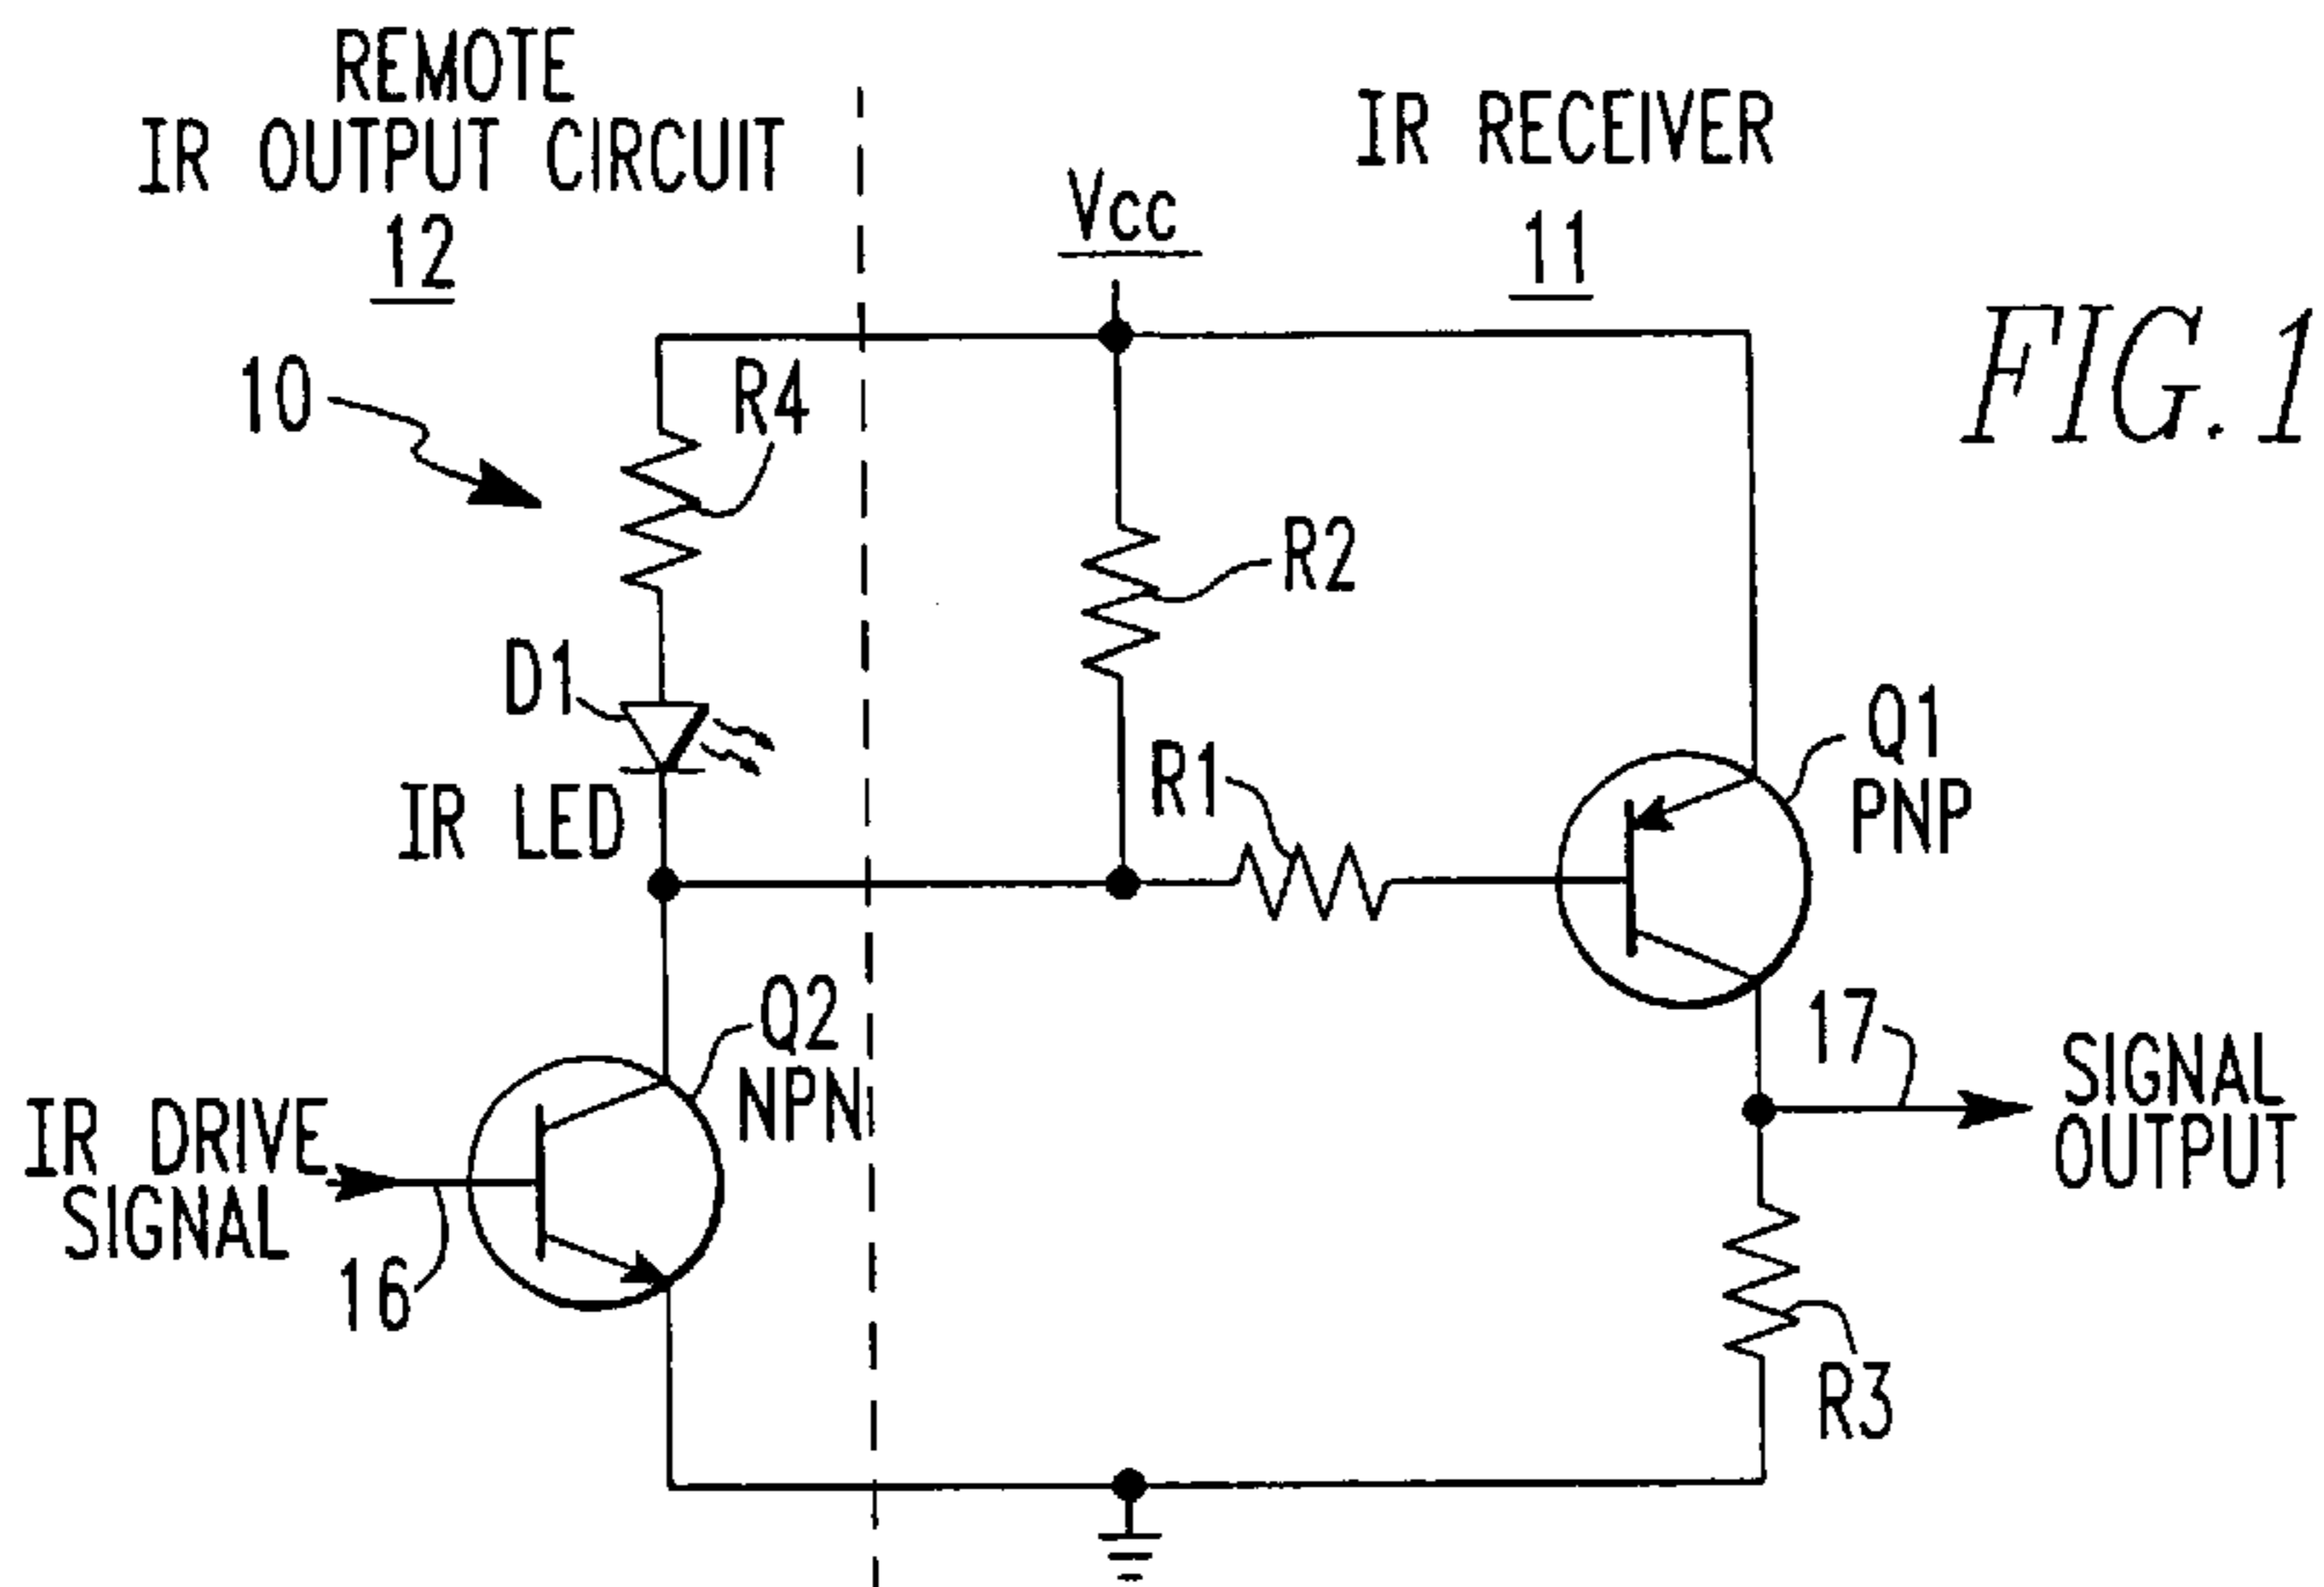 REMOTE
IR OUTPUT CIRCUIT
12
IR RECEIVER
11
Vcc
FIG. 1
10
R4
R2
D1
IR LED
R1
Q1
PNP
Q2
NPN
17
SIGNAL
OUTPUT
IR DRIVE
SIGNAL
16
R3